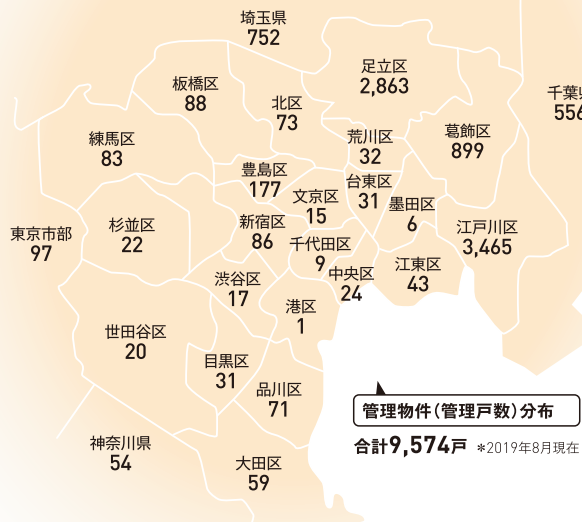 埼玉県
752
足立区
2,863
板橋区
88
北区
73
千葉県
556
練馬区
83
荒川区
32
葛飾区
899
豊島区
177
文京区
15
台東区
31
墨田区
6
東京市部
97
杉並区
22
新宿区
86
千代田区
9
江戸川区
3,465
渋谷区
17
中央区
24
江東区
43
港区
1
世田谷区
20
目黒区
31
品川区
71
管理物件（管理戸数）分布
合計9,574戸 ＊2019年8月現在
神奈川県
54
大田区
59